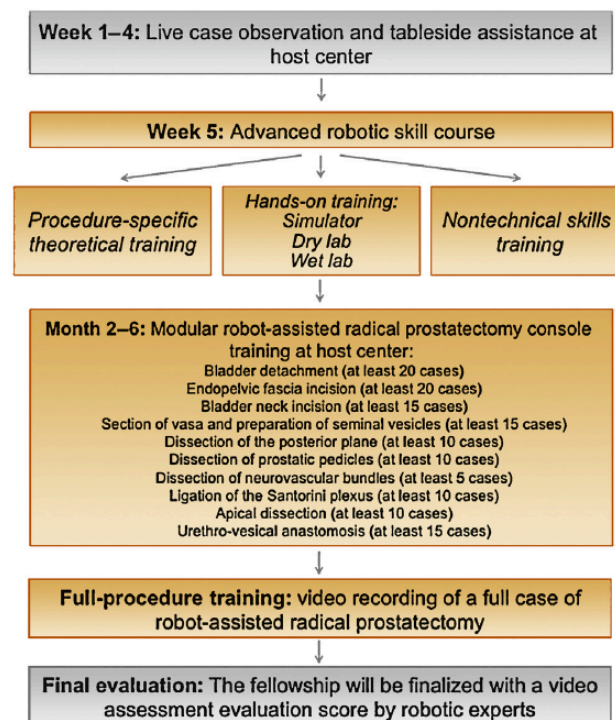 Week 1–4: Live case observation and tableside assistance at
host center
Week 5: Advanced robotic skill course
Procedure-specific
theoretical training
Hands-on training:
Simulator
Dry lab
Wet lab
Nontechnical skills
training
Month 2–6: Modular robot-assisted radical prostatectomy console
training at host center:
Bladder detachment (at least 20 cases)
Endopelvic fascia incision (at least 20 cases)
Bladder neck incision (at least 15 cases)
Section of vasa and preparation of seminal vesicles (at least 15 cases)
Dissection of the posterior plane (at least 10 cases)
Dissection of prostatic pedicles (at least 10 cases)
Dissection of neurovascular bundles (at least 5 cases)
Ligation of the Santorini plexus (at least 10 cases)
Apical dissection (at least 10 cases)
Urethro-vesical anastomosis (at least 15 cases)
Full-procedure training: video recording of a full case of
robot-assisted radical prostatectomy
Final evaluation: The fellowship will be finalized with a video
assessment evaluation score by robotic experts